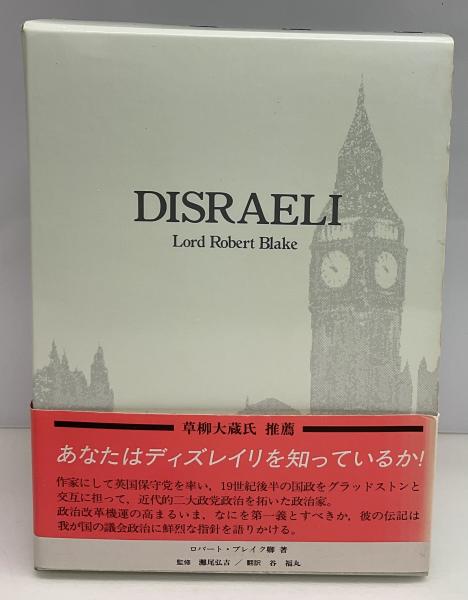 DISRAELI
Lord Robert Blake
草柳大蔵氏 推薦
あなたはディズレイリを知っているか!
作家にして英国保守党を率い，19世紀後半の国政をグラッドストンと
交互に担って，近代的二大政党政治を拓いた政治家。
政治改革機運の高まるいま，なにを第一義とすべきか，彼の伝記は
我が国の議会政治に鮮烈な指針を語りかける。
ロバート・ブレイク卿 著
監修 灘尾弘吉／翻訳 谷 福丸